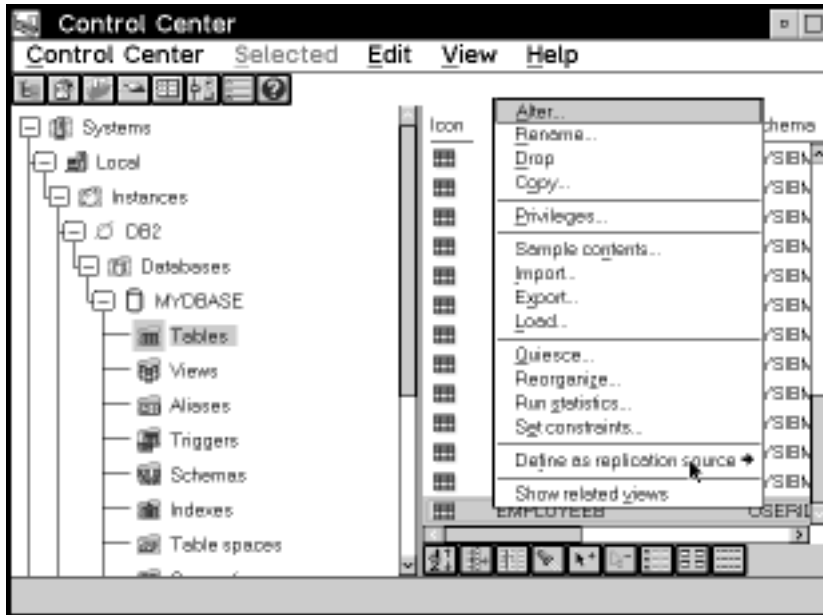 Control Center
Control Center Selected Edit View Help
Systems
Local
Instances
DB2
Databases
MYDBASE
Tables
Views
Aliases
Triggers
Schemas
Indexes
Table spaces
Icon
Alter...
Rename...
Drop
Copy...
Privileges...
Sample contents...
Import...
Export...
Load...
Quiesce...
Reorganize...
Run statistics...
Set constraints...
Define as replication source
Show related views
EMPLOYEES